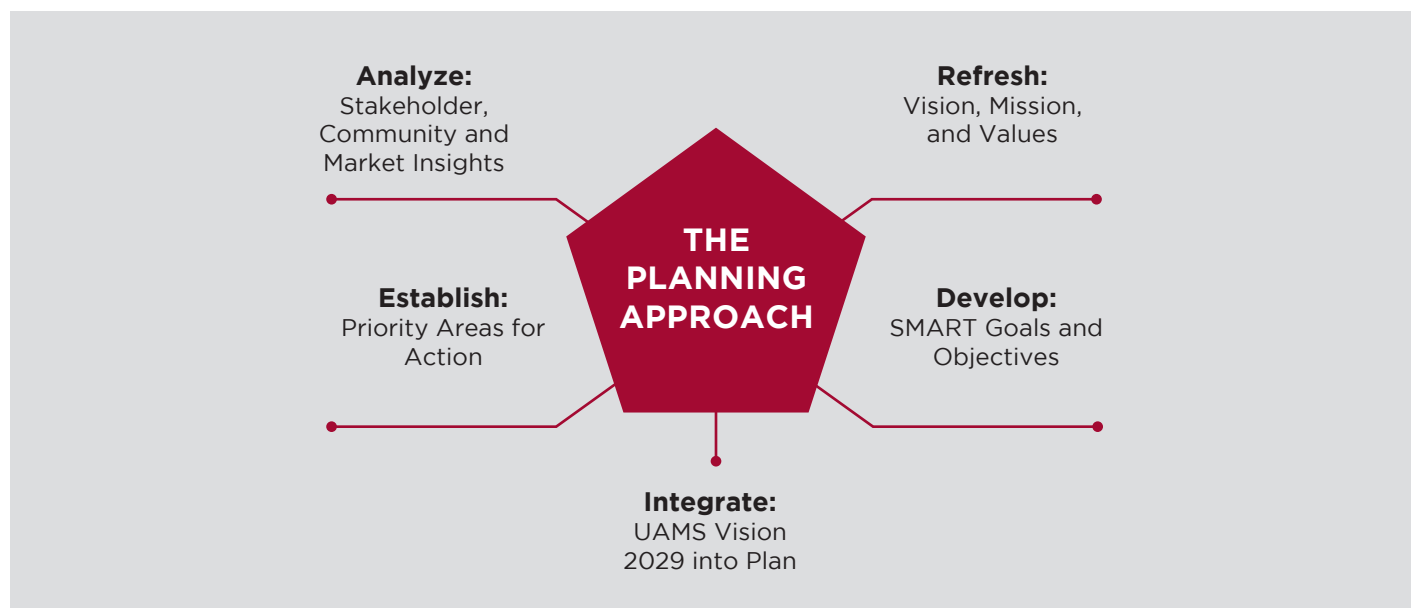 Analyze:
Stakeholder,
Community and
Market Insights
Refresh:
Vision, Mission,
and Values
THE
PLANNING
APPROACH
Establish:
Priority Areas for
Action
Develop:
SMART Goals and
Objectives
Integrate:
UAMS Vision
2029 into Plan